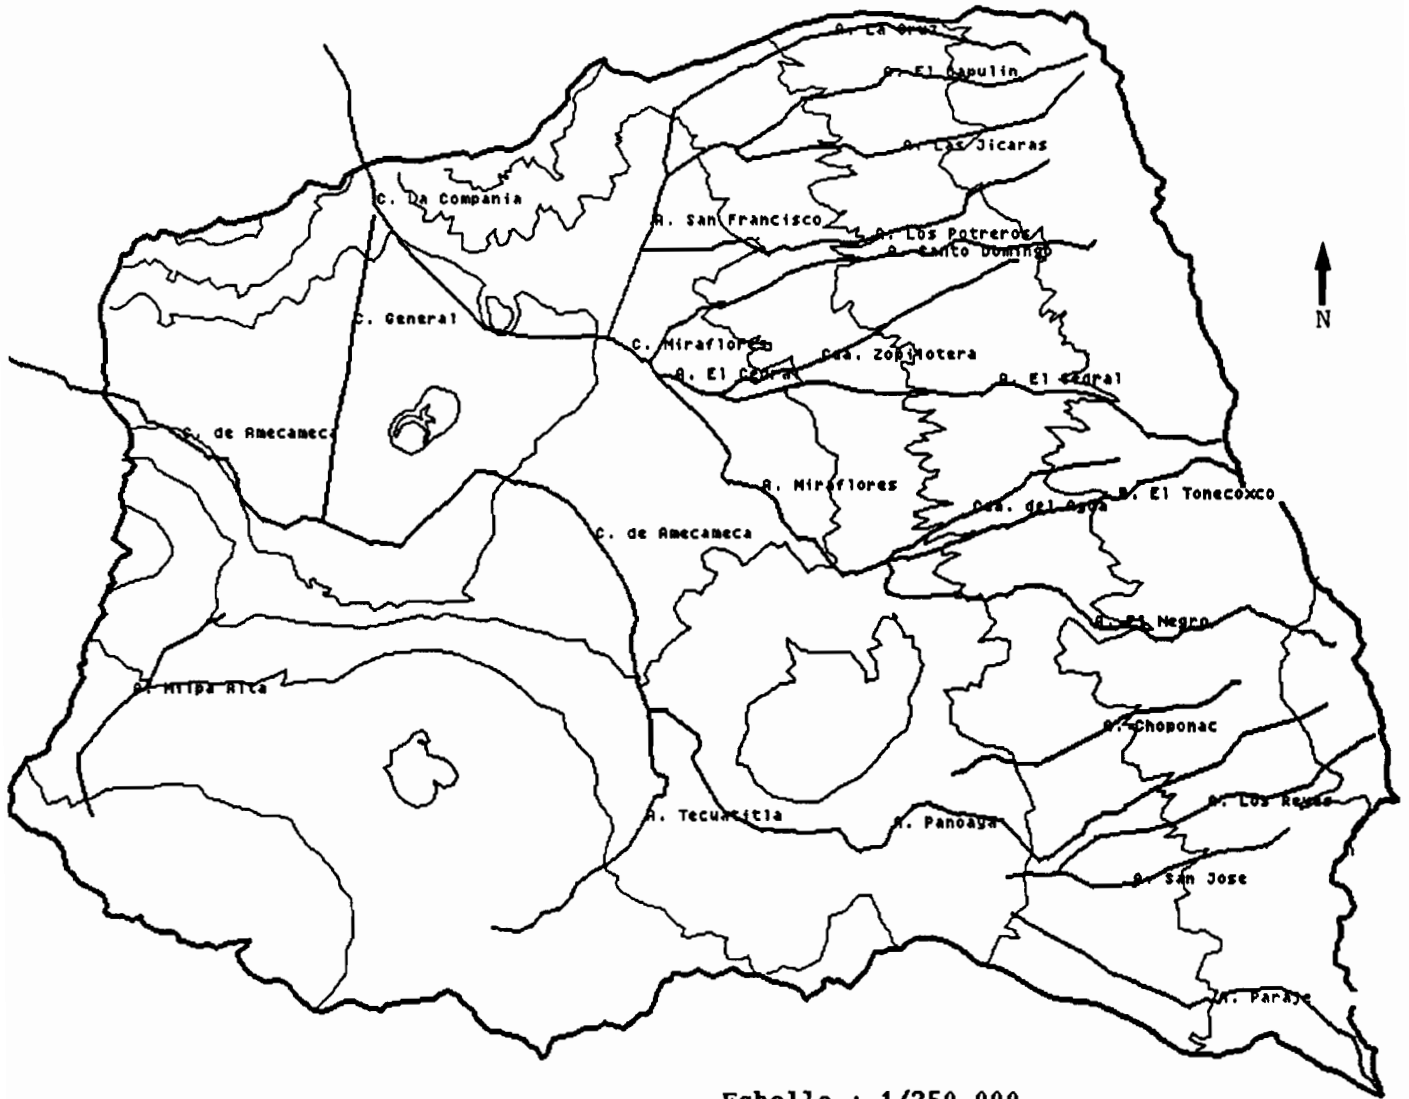 A. La Cruz
A. El Capulin
A. Las Jicaras
C. La Compania
A. San Francisco
A. Los Potreros
A. Santo Domingo
N
C. General
C. Miraflores
Cda. Zopilotera
A. El Cedral
A. El Cedral
C. de Amecameca
A. Miraflores
R. El Tonecoxco
Cda. del Agua
C. de Amecameca
A. El Negro
A. Milpa Alta
A. Choponac
A. Los Reyes
A. Tecuatitla
A. Panoaya
A. San Jose
A. Paraje
Echelle : 1/250 000